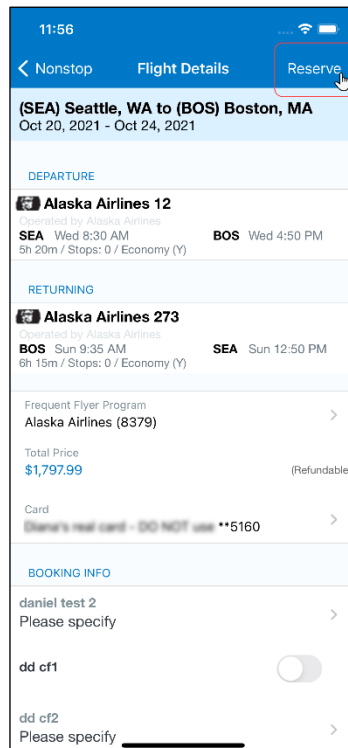 11:56
Nonstop Flight Details Reserve
(SEA) Seattle, WA to (BOS) Boston, MA
Oct 20, 2021 - Oct 24, 2021
DEPARTURE
Alaska Airlines 12
Operated by Alaska Airlines
SEA Wed 8:30 AM BOS Wed 4:50 PM
5h 20m / Stops: 0 / Economy (Y)
RETURNING
Alaska Airlines 273
Operated by Alaska Airlines
BOS Sun 9:35 AM SEA Sun 12:50 PM
6h 15m / Stops: 0 / Economy (Y)
Frequent Flyer Program
Alaska Airlines (8379)
Total Price
$1,797.99 (Refundable
Card
**5160
BOOKING INFO
daniel test 2
Please specify
dd cf1
dd cf2
Please specify